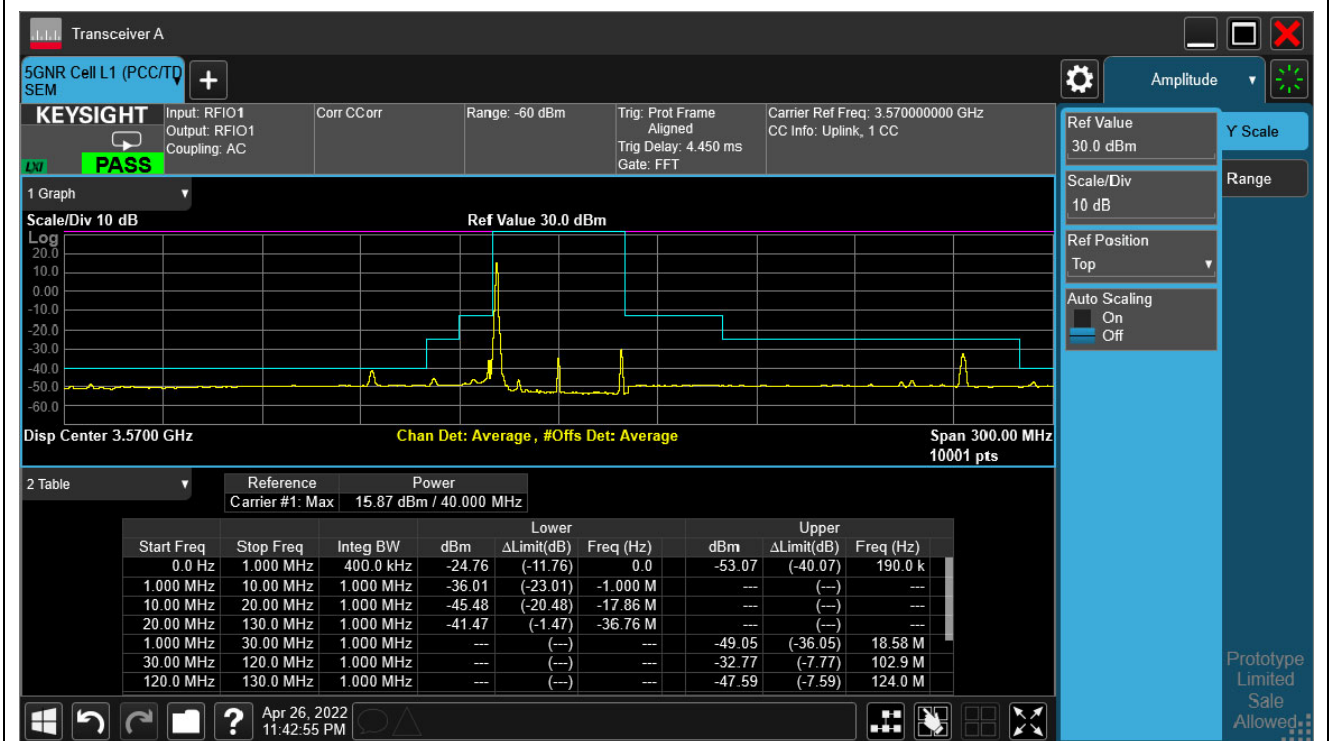 Transceiver A
5GNR Cell L1 (PCC/TD
SEM
Amplitude
KEYSIGHT
LXI
PASS
Input: RFIO1
Output: RFIO1
Coupling: AC
Corr CCorr
Range: -60 dBm
Trig: Prot Frame
Aligned
Trig Delay: 4.450 ms
Gate: FFT
Carrier Ref Freq: 3.570000000 GHz
CC Info: Uplink, 1 CC
Ref Value
30.0 dBm
Scale/Div
10 dB
Ref Position
Top
Auto Scaling
On
Off
Y Scale
Range
1 Graph
Scale/Div 10 dB
Ref Value 30.0 dBm
Log
20.0
10.0
0.00
-10.0
-20.0
-30.0
-40.0
-50.0
-60.0
Disp Center 3.5700 GHz
Chan Det: Average , #Offs Det: Average
Span 300.00 MHz
10001 pts
2 Table
Reference Power
Carrier #1: Max 15.87 dBm / 40.000 MHz
Lower Upper
Start Freq Stop Freq Integ BW dBm ∆Limit(dB) Freq (Hz) dBm ∆Limit(dB) Freq (Hz)
0.0 Hz 1.000 MHz 400.0 kHz -24.76 (-11.76) 0.0 -53.07 (-40.07) 190.0 k
1.000 MHz 10.00 MHz 1.000 MHz -36.01 (-23.01) -1.000 M --- (---) ---
10.00 MHz 20.00 MHz 1.000 MHz -45.48 (-20.48) -17.86 M --- (---) ---
20.00 MHz 130.0 MHz 1.000 MHz -41.47 (-1.47) -36.76 M --- (---) ---
1.000 MHz 30.00 MHz 1.000 MHz --- (---) --- -49.05 (-36.05) 18.58 M
30.00 MHz 120.0 MHz 1.000 MHz --- (---) --- -32.77 (-7.77) 102.9 M
120.0 MHz 130.0 MHz 1.000 MHz --- (---) --- -47.59 (-7.59) 124.0 M
Prototype
Limited
Sale
Allowed
Apr 26, 2022
11:42:55 PM